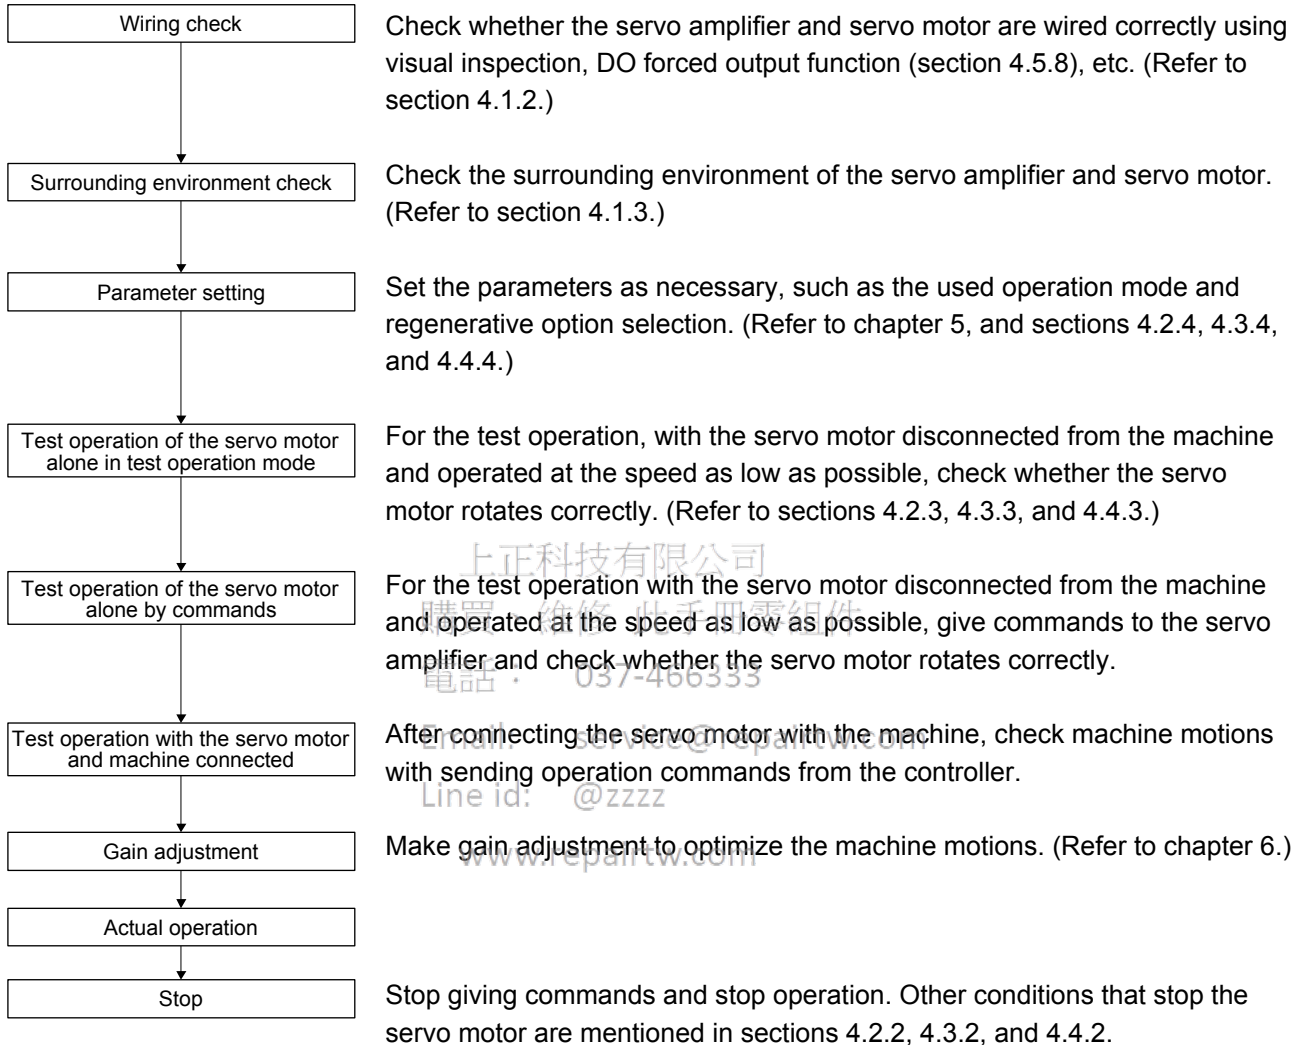 Wiring check
Check whether the servo amplifier and servo motor are wired correctly using
visual inspection, DO forced output function (section 4.5.8), etc. (Refer to
section 4.1.2.)
Surrounding environment check
Check the surrounding environment of the servo amplifier and servo motor.
(Refer to section 4.1.3.)
Parameter setting
Set the parameters as necessary, such as the used operation mode and
regenerative option selection. (Refer to chapter 5, and sections 4.2.4, 4.3.4,
and 4.4.4.)
Test operation of the servo motor
alone in test operation mode
For the test operation, with the servo motor disconnected from the machine
and operated at the speed as low as possible, check whether the servo
motor rotates correctly. (Refer to sections 4.2.3, 4.3.3, and 4.4.3.)
上正科技有限公司
Test operation of the servo motor
alone by commands
For the test operation with the servo motor disconnected from the machine
and operated at the speed as low as possible, give commands to the servo
amplifier and check whether the servo motor rotates correctly.
購買、維修 此手冊零組件
電話: 037-466333
Test operation with the servo motor
and machine connected
After connecting the servo motor with the machine, check machine motions
with sending operation commands from the controller.
Email: service@repairtw.com
Line id: @zzzz
Gain adjustment
Make gain adjustment to optimize the machine motions. (Refer to chapter 6.)
www.repairtw.com
Actual operation
Stop
Stop giving commands and stop operation. Other conditions that stop the
servo motor are mentioned in sections 4.2.2, 4.3.2, and 4.4.2.